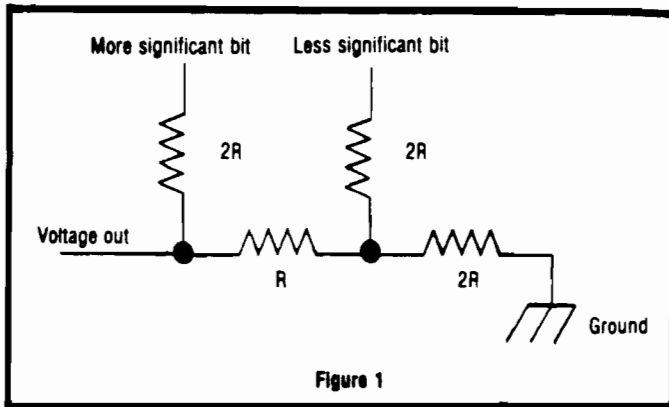 More significant bit Less significant bit
2R 2R
Voltage out
R 2R
Ground
Figure 1